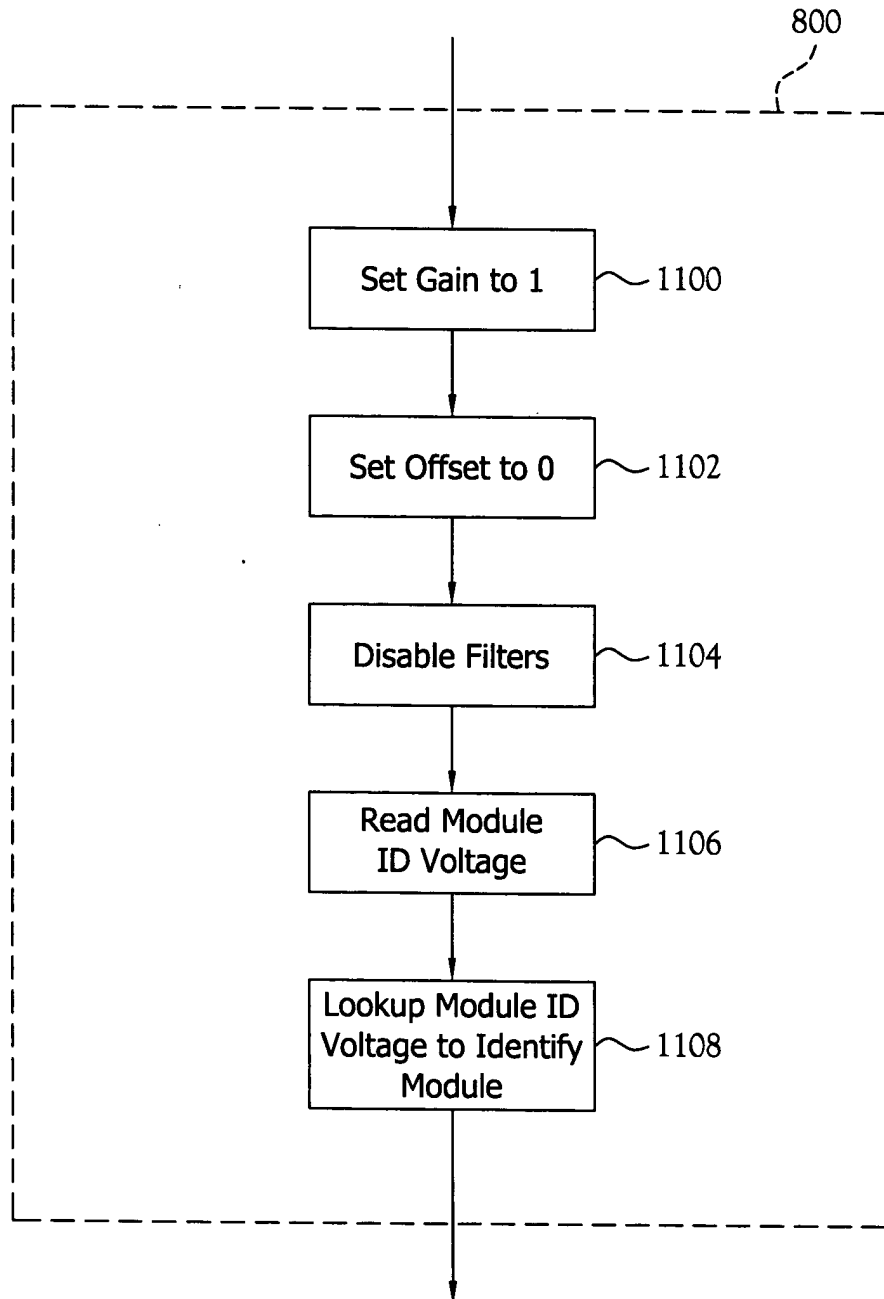 800
Set Gain to 1
1100
Set Offset to 0
1102
Disable Filters
1104
Read Module
ID Voltage
1106
Lookup Module ID
Voltage to Identify
Module
1108